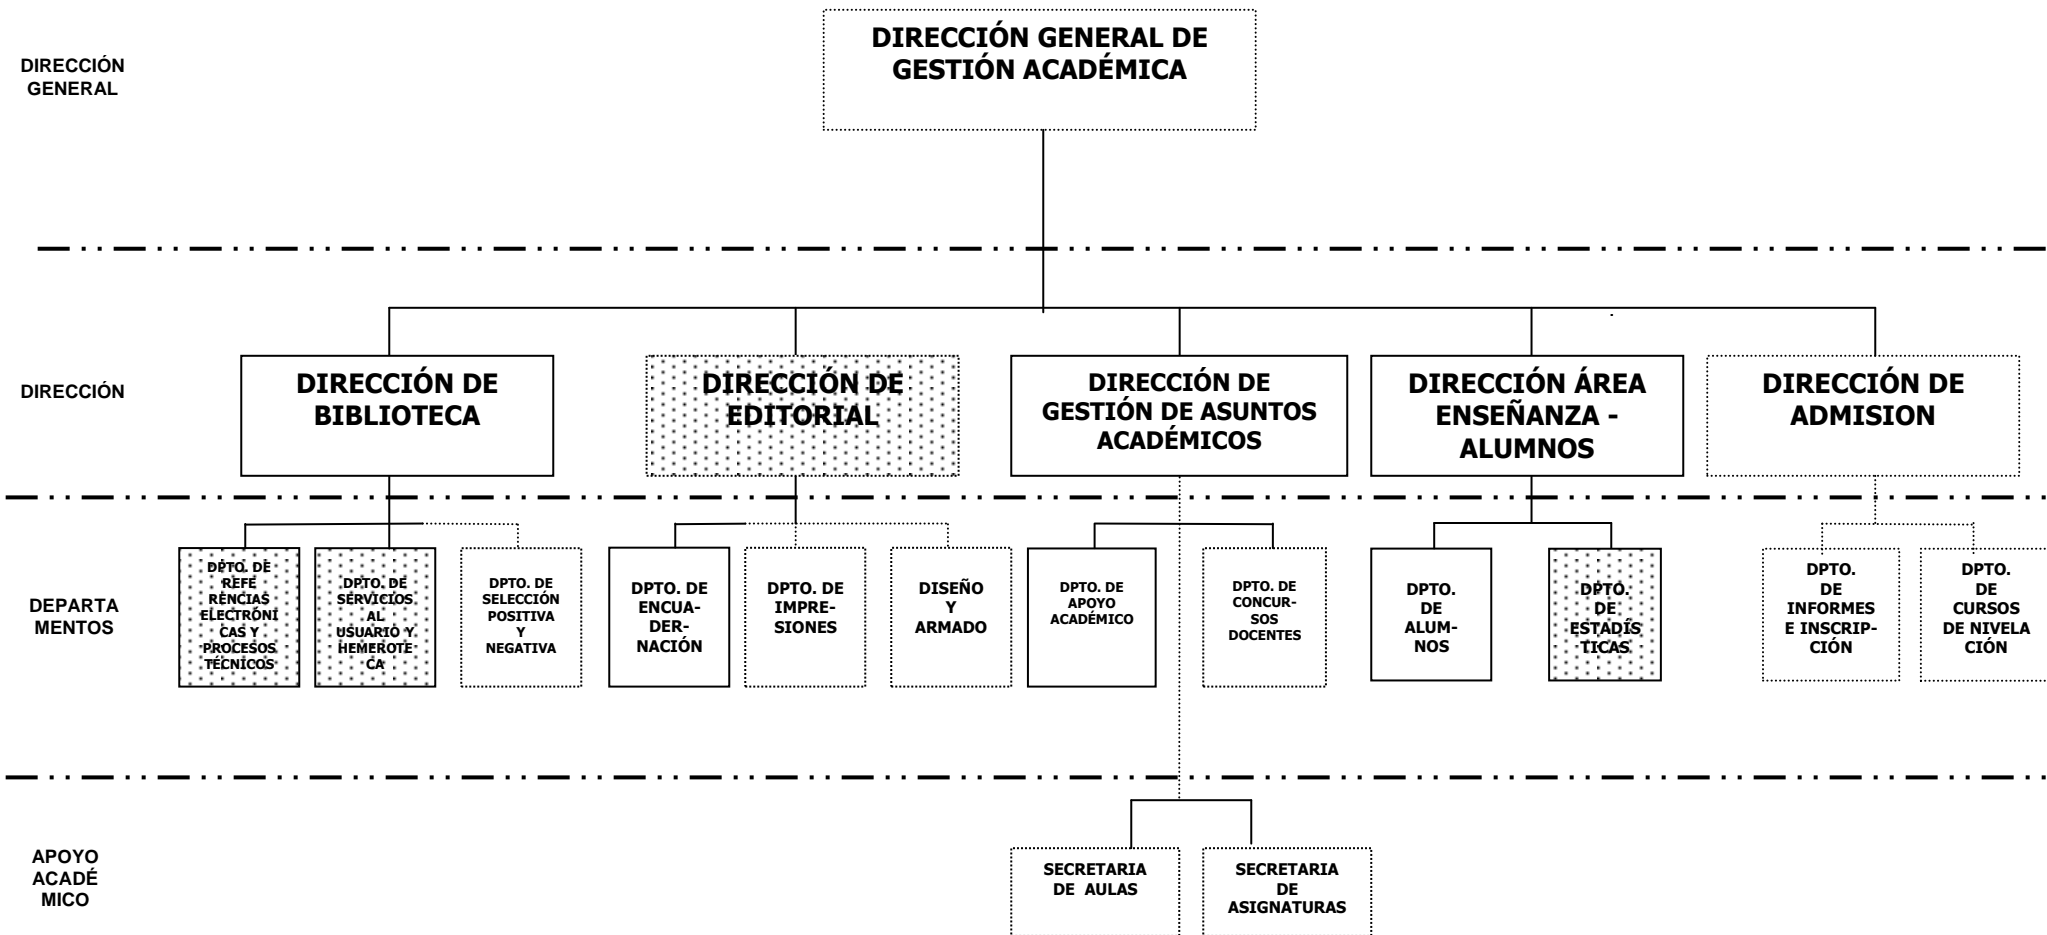 DIRECCIÓN
GENERAL
DIRECCIÓN GENERAL DE
GESTIÓN ACADÉMICA
DIRECCIÓN
DIRECCIÓN DE
BIBLIOTECA
DIRECCIÓN DE
EDITORIAL
DIRECCIÓN DE
GESTIÓN DE ASUNTOS
ACADÉMICOS
DIRECCIÓN ÁREA
ENSEÑANZA -
ALUMNOS
DIRECCIÓN DE
ADMISION
DEPARTA
MENTOS
DPTO. DE
REFE
RENCIAS
ELECTRÓNI
CAS Y
PROCESOS
TÉCNICOS
DPTO. DE
SERVICIOS
AL
USUARIO Y
HEMEROTE
CA
DPTO. DE
SELECCIÓN
POSITIVA
Y
NEGATIVA
DPTO. DE
ENCUA-
DER-
NACIÓN
DPTO. DE
IMPRE-
SIONES
DISEÑO
Y
ARMADO
DPTO. DE
APOYO
ACADÉMICO
DPTO. DE
CONCUR-
SOS
DOCENTES
DPTO.
DE
ALUM-
NOS
DPTO.
DE
ESTADÍS
TICAS
DPTO.
DE
INFORMES
E INSCRIP-
CIÓN
DPTO.
DE
CURSOS
DE NIVELA
CIÓN
APOYO
ACADÉ
MICO
SECRETARIA
DE AULAS
SECRETARIA
DE
ASIGNATURAS